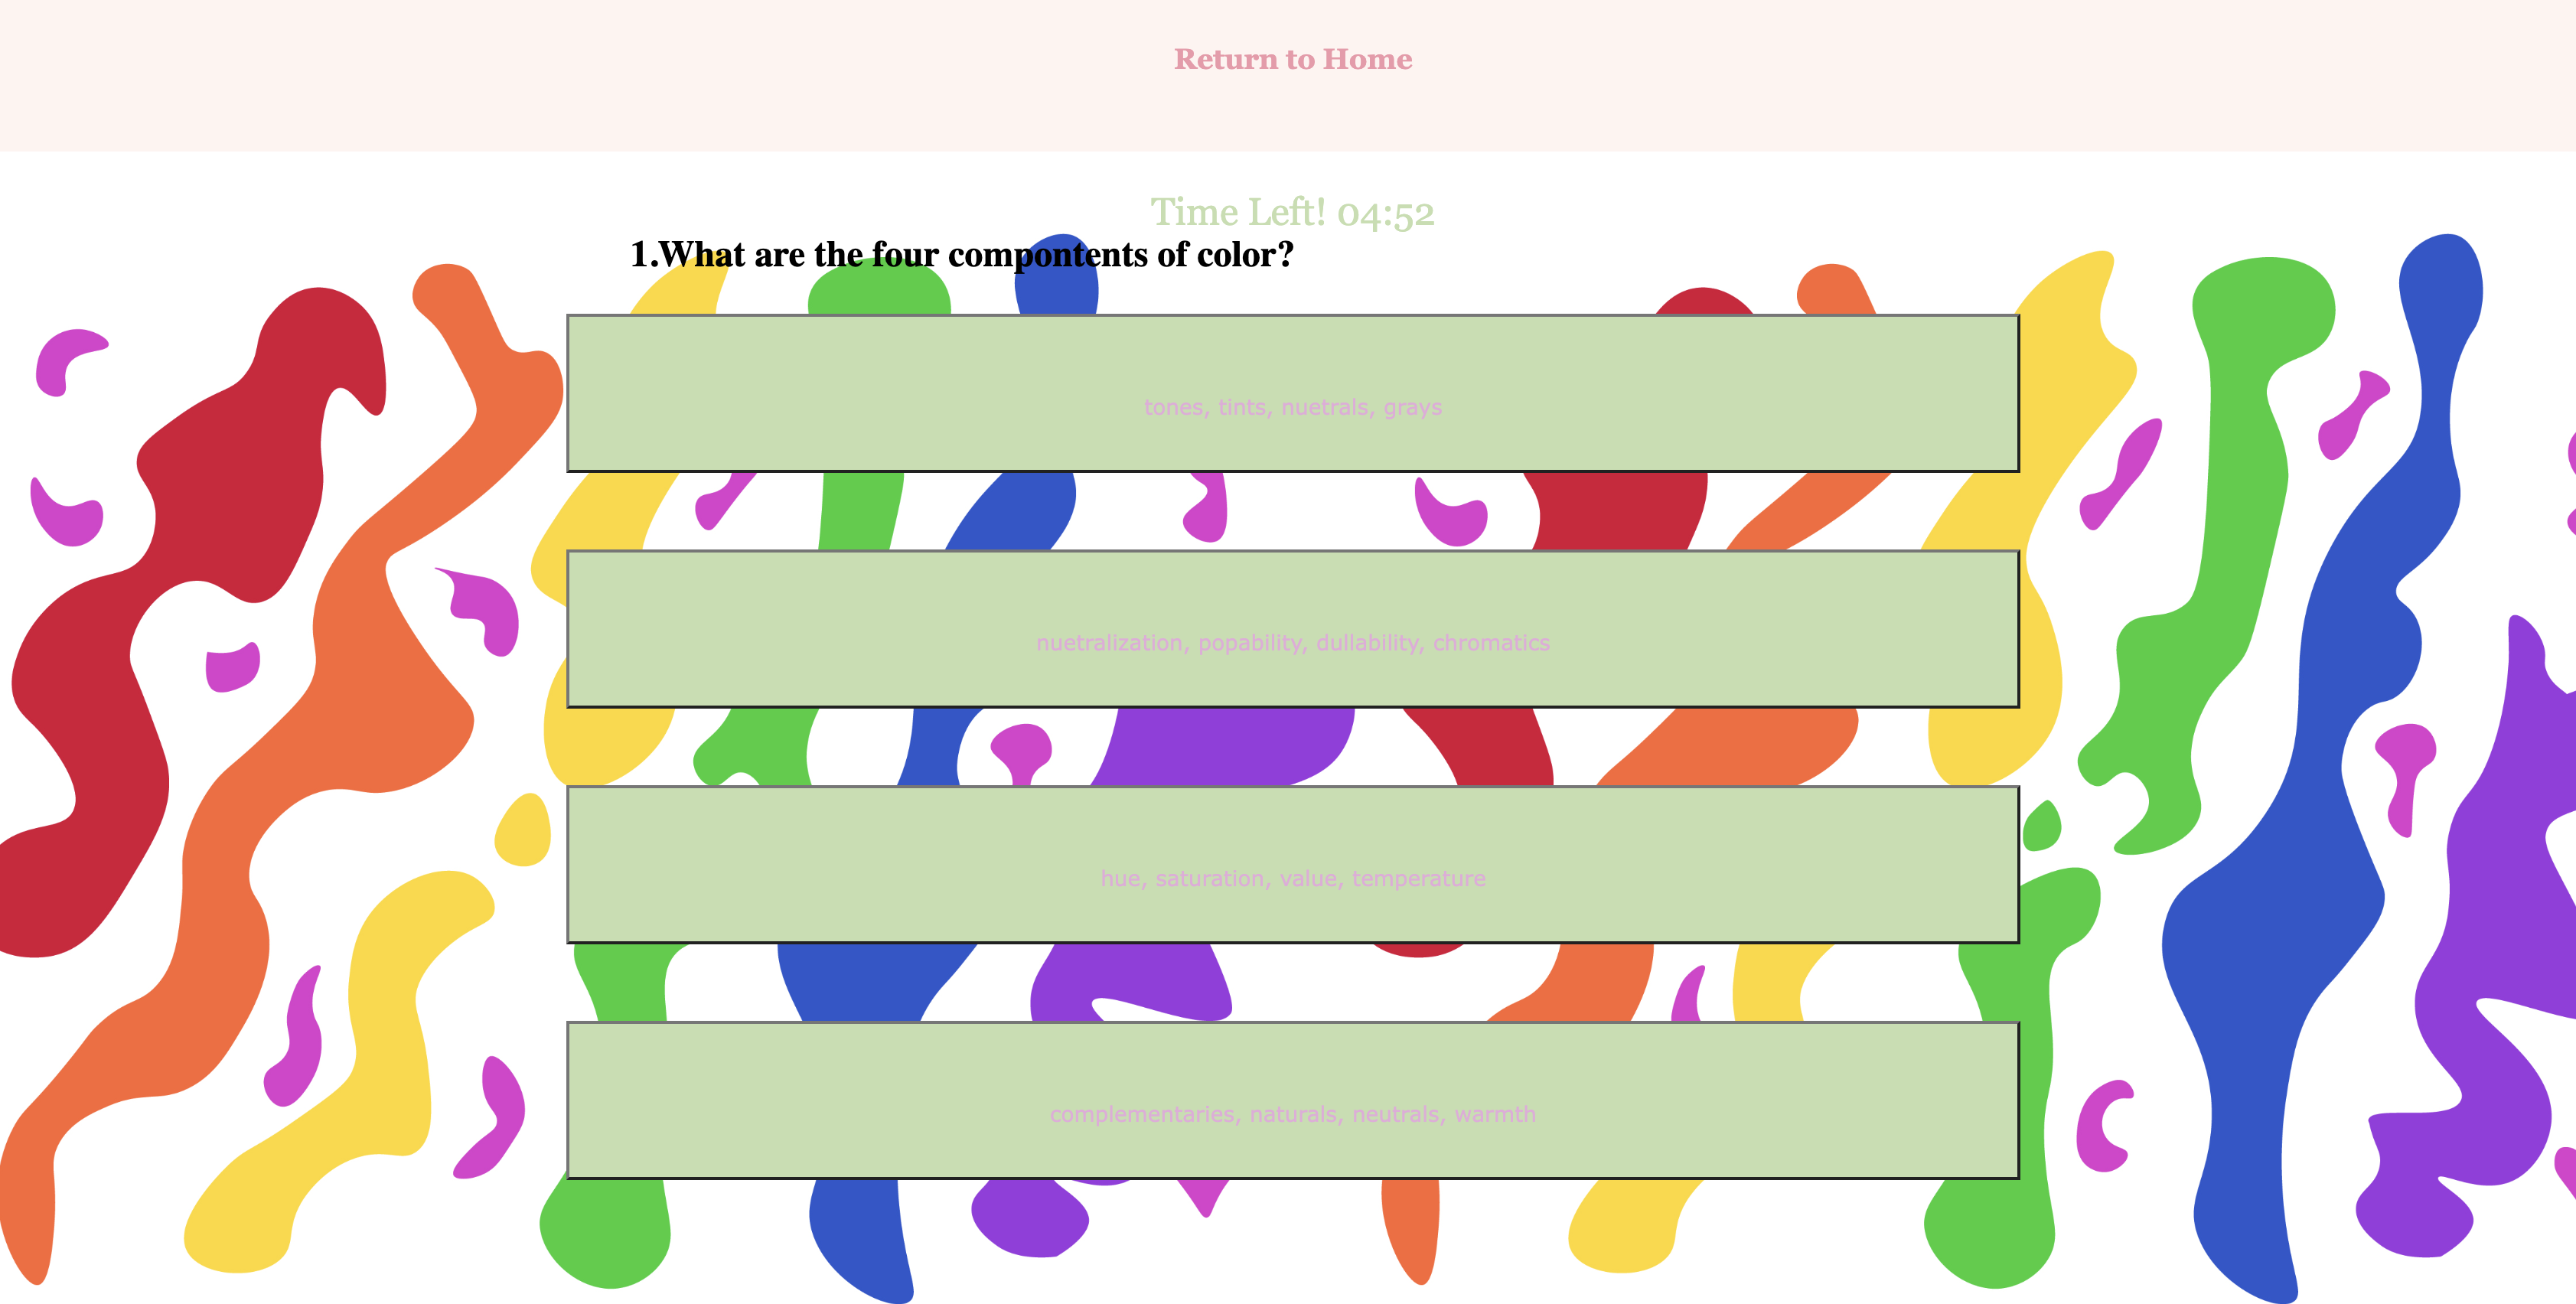 Return to Home
Time Left! 04:52
1.What are the four compontents of color?
tones, tints, nuetrals, grays
nuetralization, popability, dullability, chromatics
hue, saturation, value, temperature
complementaries, naturals, neutrals, warmth